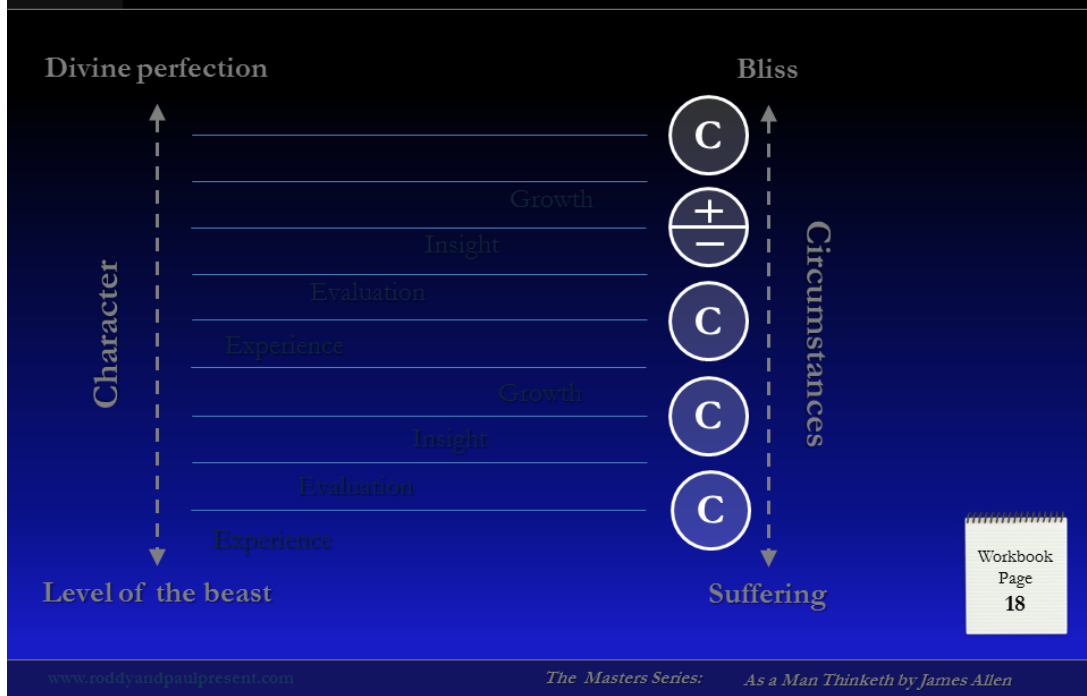 Divine perfection
Bliss
C
Growth
+
−
Insight
Evaluation
C
Experience
Character
Circumstances
Growth
C
Insight
Evaluation
C
Experience
Level of the beast
Suffering
Workbook
Page
18
www.roddyandpaulpresent.com
The Masters Series: As a Man Thinketh by James Allen